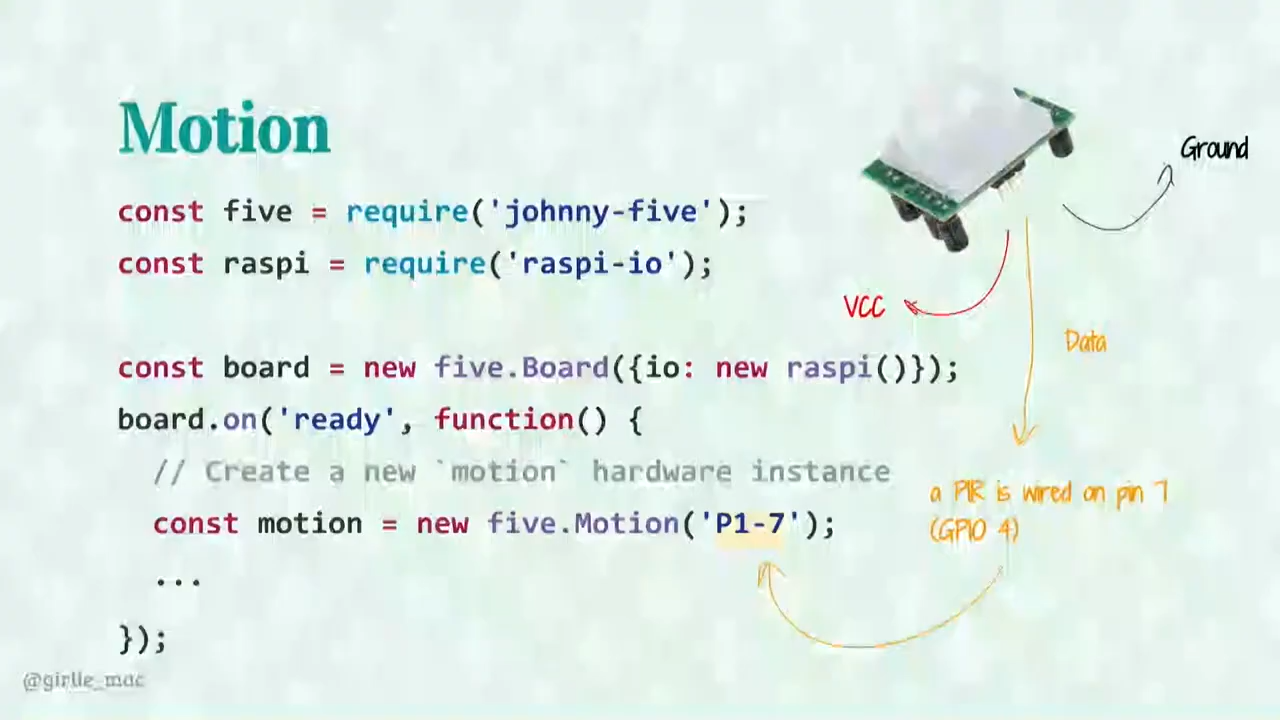 Motion
const five = require('johnny-five');
const raspi = require('raspi-io');
const board = new five.Board({io: new raspi()});
board.on('ready', function() {
// Create a new `motion` hardware instance
const motion = new five.Motion('P1-7');
...
});
Ground
VCC
Data
a PIR is wired on pin 7
(GPIO 4)
@girlie_mac